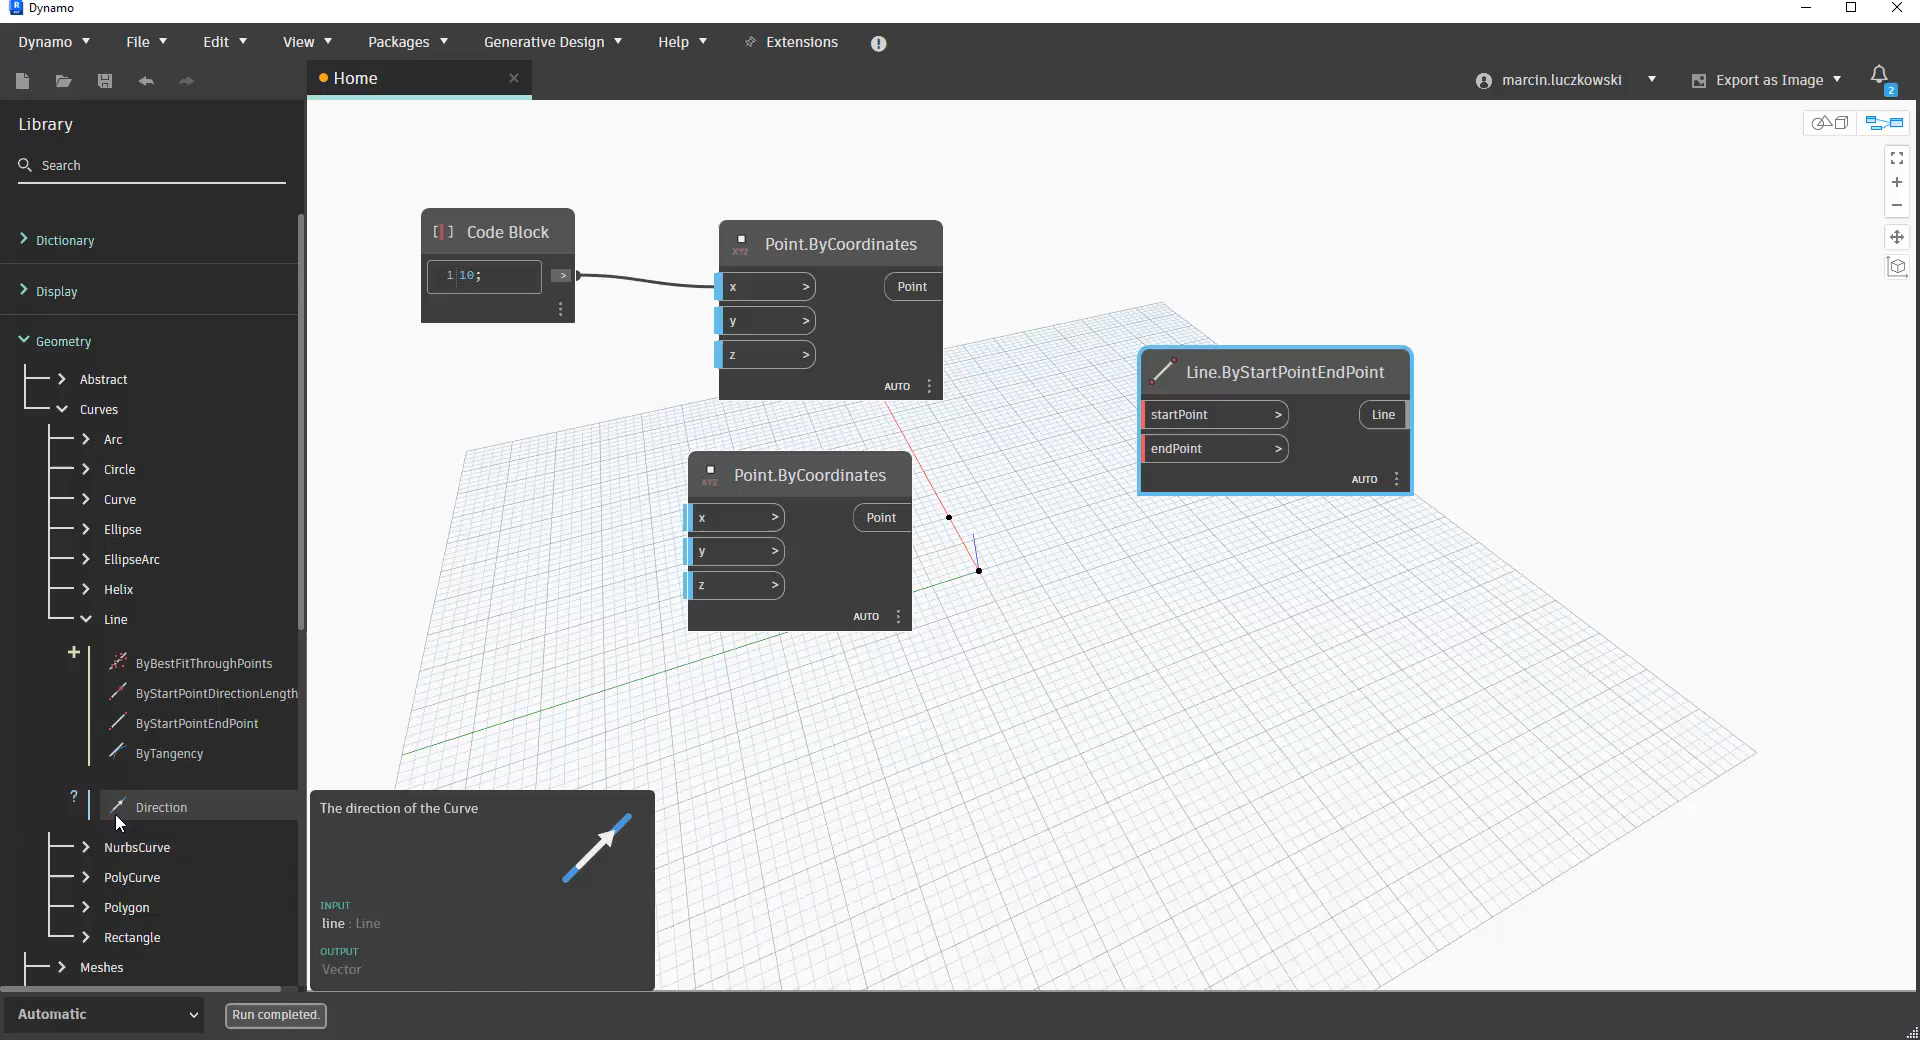 Dynamo
Dynamo
File
Edit
View
Packages
Generative Design
Help
Extensions
Home
marcin.luczkowski
Export as Image
2
Library
Search
Dictionary
Display
Geometry
Abstract
Curves
Arc
Circle
Curve
Ellipse
EllipseArc
Helix
Line
ByBestFitThroughPoints
ByStartPointDirectionLength
ByStartPointEndPoint
ByTangency
Direction
NurbsCurve
PolyCurve
Polygon
Rectangle
Meshes
Code Block
1 10;
>
Point.ByCoordinates
x >
Point
y >
z >
AUTO
Point.ByCoordinates
x >
Point
y >
z >
AUTO
Line.ByStartPointEndPoint
startPoint >
Line
endPoint >
AUTO
The direction of the Curve
INPUT
line : Line
OUTPUT
Vector
Automatic
Run completed.